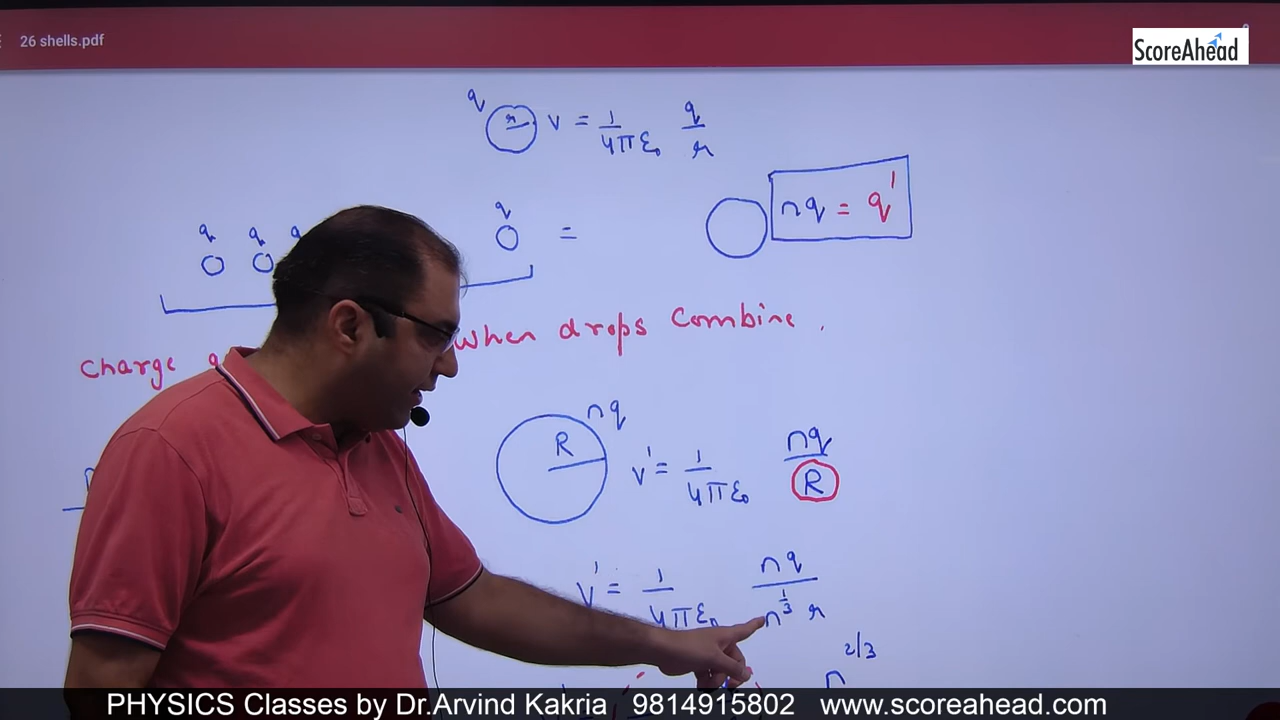 26 shells.pdf
ScoreAhead
q r v = 1/4πε₀ q/r
q q q q = nq = q'
Charge q when drops combine.
R nq v' = 1/4πε₀ nq/R
v' = 1/4πε₀ nq/n^1/3 r
n^2/3
PHYSICS Classes by Dr.Arvind Kakria 9814915802 www.scoreahead.com